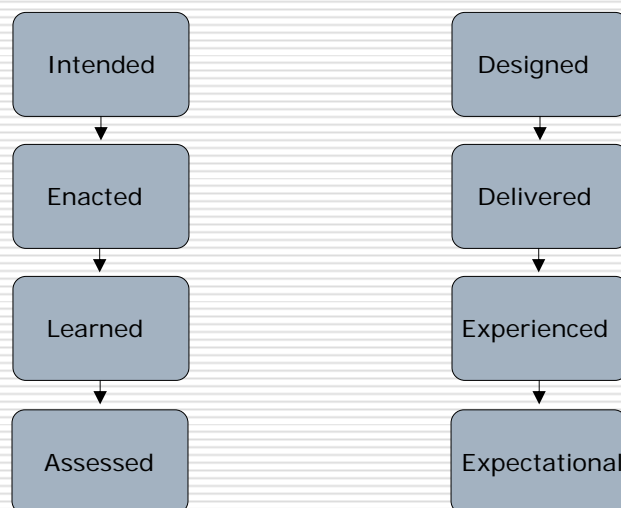 Intended
Enacted
Learned
Assessed
Designed
Delivered
Experienced
Expectational